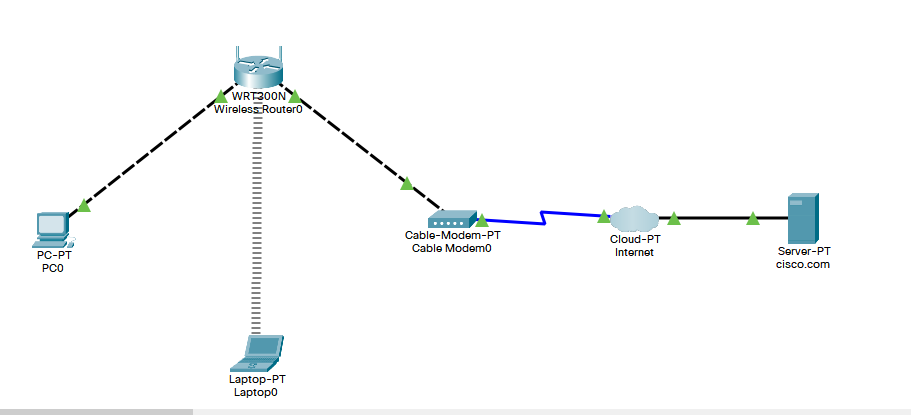 WRT300N
Wireless Router0
PC-PT
PC0
Cable-Modem-PT
Cable Modem0
Cloud-PT
Internet
Server-PT
cisco.com
Laptop-PT
Laptop0